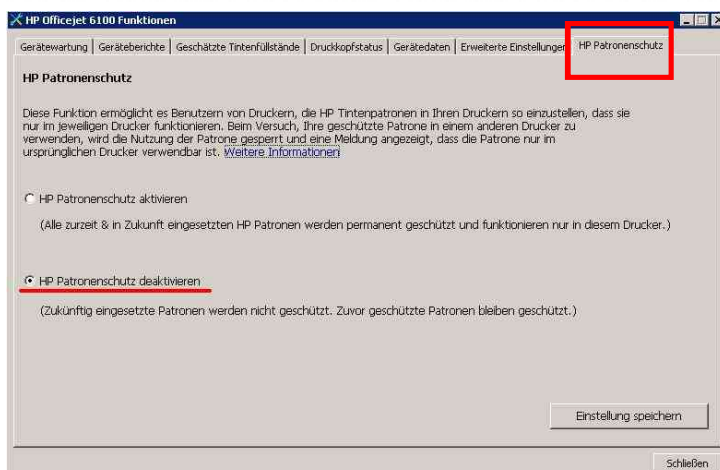 HP Officejet 6100 Funktionen
Gerätewartung Geräteberichte Geschätzte Tintenfüllstände Druckkopfstatus Gerätedaten Erweiterte Einstellungen HP Patronenschutz
HP Patronenschutz
Diese Funktion ermöglicht es Benutzern von Druckern, die HP Tintenpatronen in Ihren Druckern so einzustellen, dass sie
nur im jeweiligen Drucker funktionieren. Beim Versuch, Ihre geschützte Patrone in einem anderen Drucker zu
verwenden, wird die Nutzung der Patrone gesperrt und eine Meldung angezeigt, dass die Patrone nur im
ursprünglichen Drucker verwendbar ist. Weitere Informationen
HP Patronenschutz aktivieren
(Alle zurzeit & in Zukunft eingesetzten HP Patronen werden permanent geschützt und funktionieren nur in diesem Drucker.)
HP Patronenschutz deaktivieren
(Zukünftig eingesetzte Patronen werden nicht geschützt. Zuvor geschützte Patronen bleiben geschützt.)
Einstellung speichern
Schließen